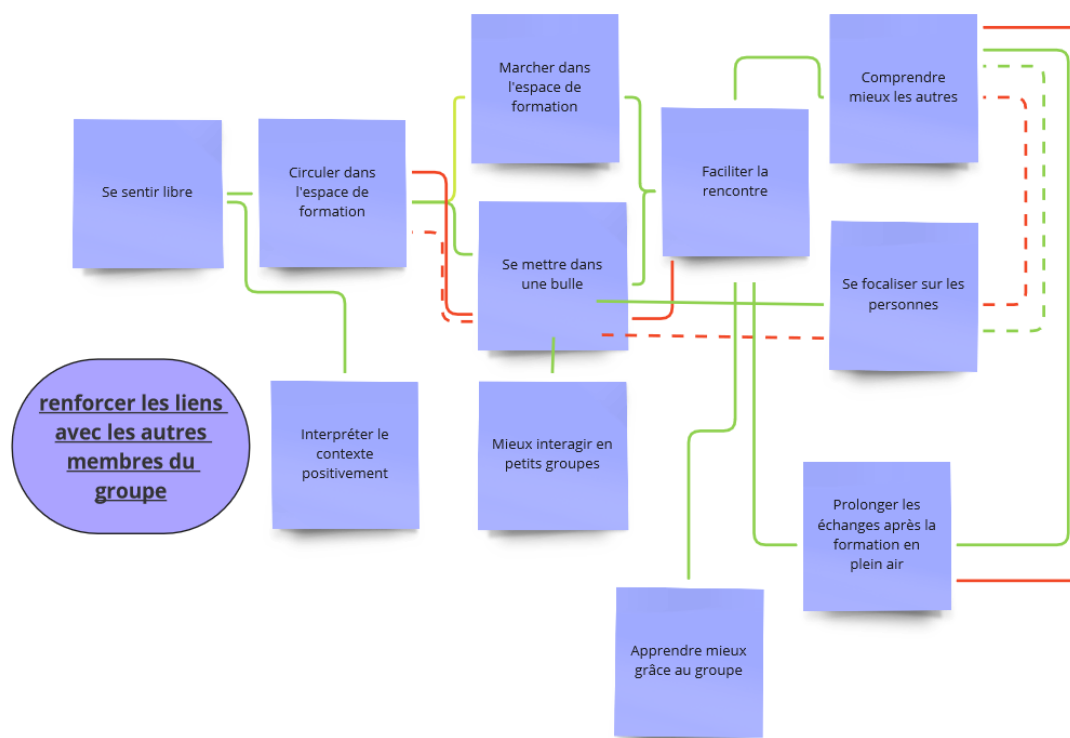 Marcher dans
l'espace de
formation
Comprendre
mieux les autres
Se sentir libre
Circuler dans
l'espace de
formation
Faciliter la
rencontre
Se mettre dans
une bulle
Se focaliser sur les
personnes
renforcer les liens
avec les autres
membres du
groupe
Interpréter le
contexte
positivement
Mieux interagir en
petits groupes
Prolonger les
échanges après la
formation en
plein air
Apprendre mieux
grâce au groupe